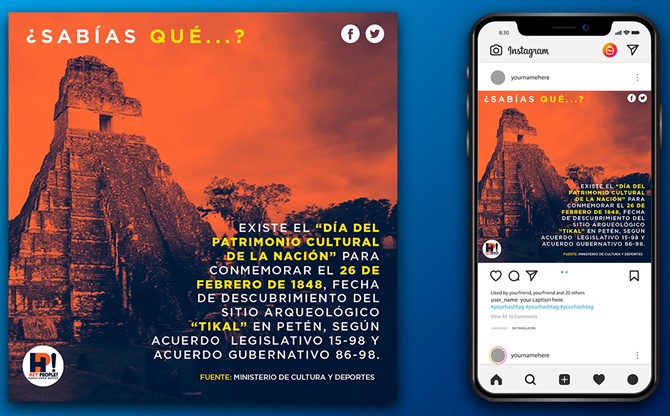 ¿SABÍAS QUÉ...?
EXISTE EL “DÍA DEL
PATRIMONIO CULTURAL
DE LA NACIÓN” PARA
CONMEMORAR EL 26 DE
FEBRERO DE 1848, FECHA
DE DESCUBRIMIENTO DEL
SITIO ARQUEOLÓGICO
“TIKAL” EN PETÉN, SEGÚN
ACUERDO LEGISLATIVO 15-98 Y
ACUERDO GUBERNATIVO 86-98.
FUENTE: MINISTERIO DE CULTURA Y DEPORTES
HP!
HEY PEOPLE!
8:30
Instagram
yournamehere
¿SABÍAS QUÉ...?
EXISTE EL “DÍA DEL
PATRIMONIO CULTURAL
DE LA NACIÓN” PARA
CONMEMORAR EL 26 DE
FEBRERO DE 1848, FECHA
DE DESCUBRIMIENTO DEL
SITIO ARQUEOLÓGICO
“TIKAL” EN PETÉN, SEGÚN
ACUERDO LEGISLATIVO 15-98 Y
ACUERDO GUBERNATIVO 86-98.
FUENTE: MINISTERIO DE CULTURA Y DEPORTES
Liked by yourfriend, yourfriend and 20 others
user_name your caption here
#yourhashtag #yourhashtag #yourhashtag
View All 10 Comments
SEE TRANSLATION
yournamehere